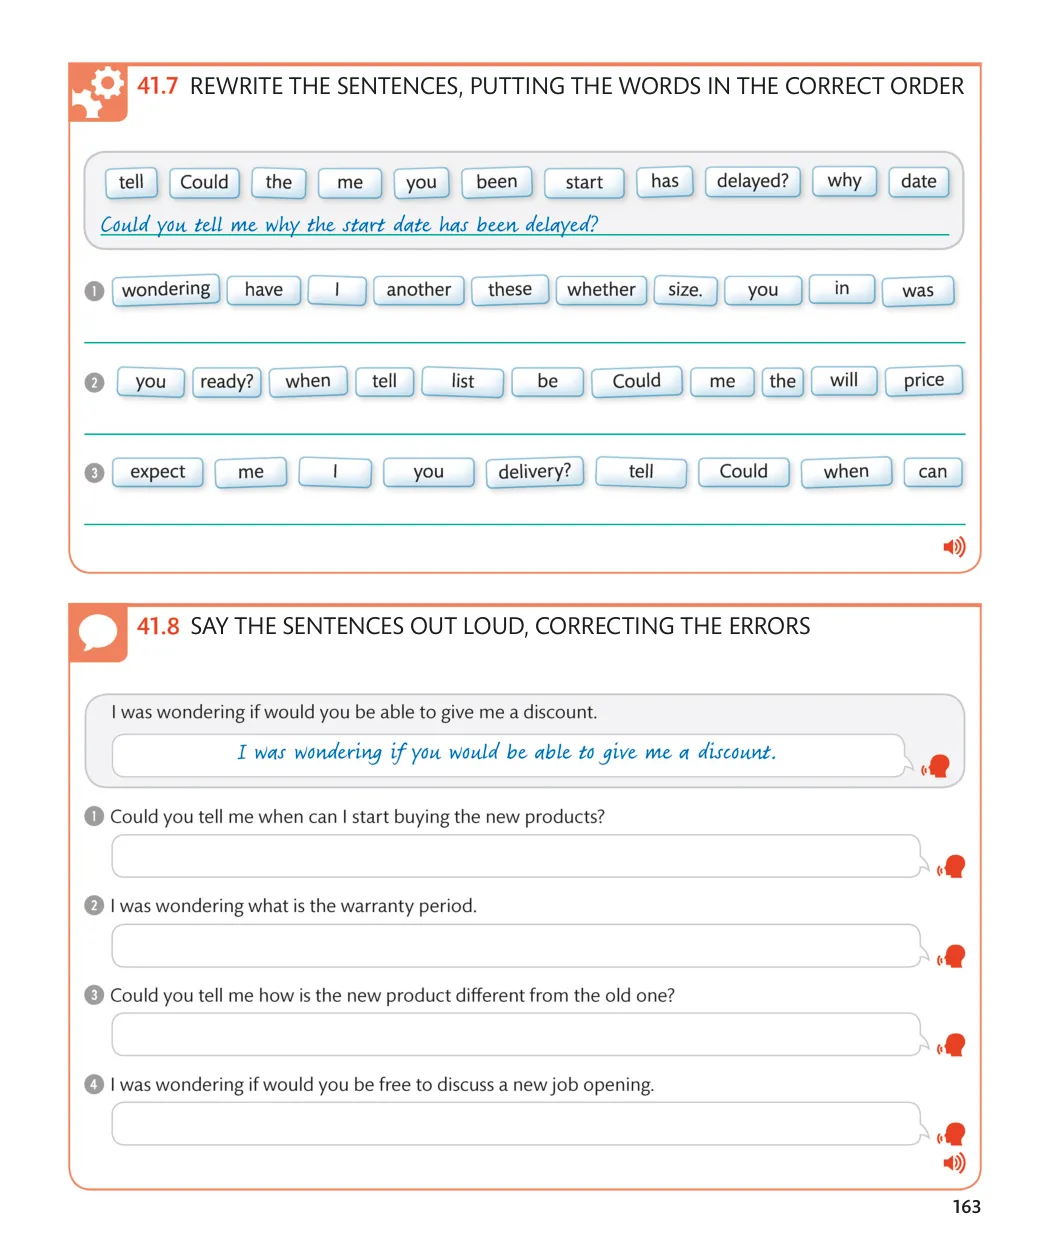 41.7 REWRITE THE SENTENCES, PUTTING THE WORDS IN THE CORRECT ORDER
tell Could the me you been start has delayed? why date
Could you tell me why the start date has been delayed?
1 wondering have I another these whether size. you in was
2 you ready? when tell list be Could me the will price
3 expect me I you delivery? tell Could when can
41.8 SAY THE SENTENCES OUT LOUD, CORRECTING THE ERRORS
I was wondering if would you be able to give me a discount.
I was wondering if you would be able to give me a discount.
1 Could you tell me when can I start buying the new products?
2 I was wondering what is the warranty period.
3 Could you tell me how is the new product different from the old one?
4 I was wondering if would you be free to discuss a new job opening.
163